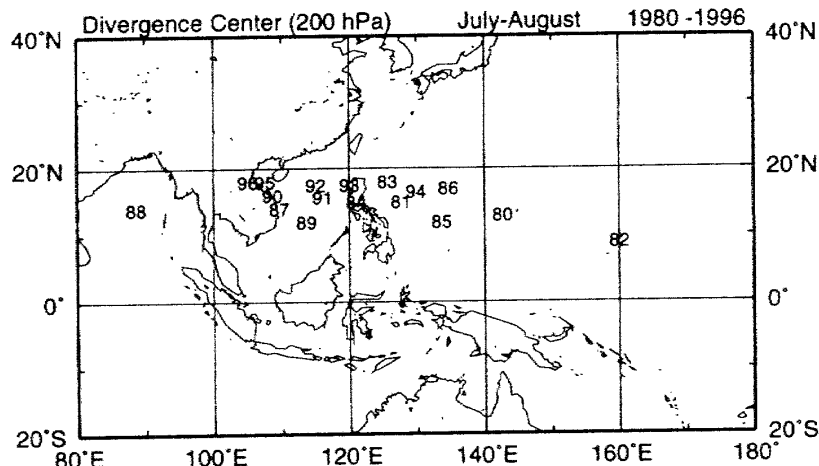 Divergence Center (200 hPa) July-August 1980 -1996
40°N 40°N
20°N 20°N
96 95 92 93 83 94 86
90 91 84 81
88 87 89 85 80
82
0° 0°
20°S 20°S
80°E 100°E 120°E 140°E 160°E 180°